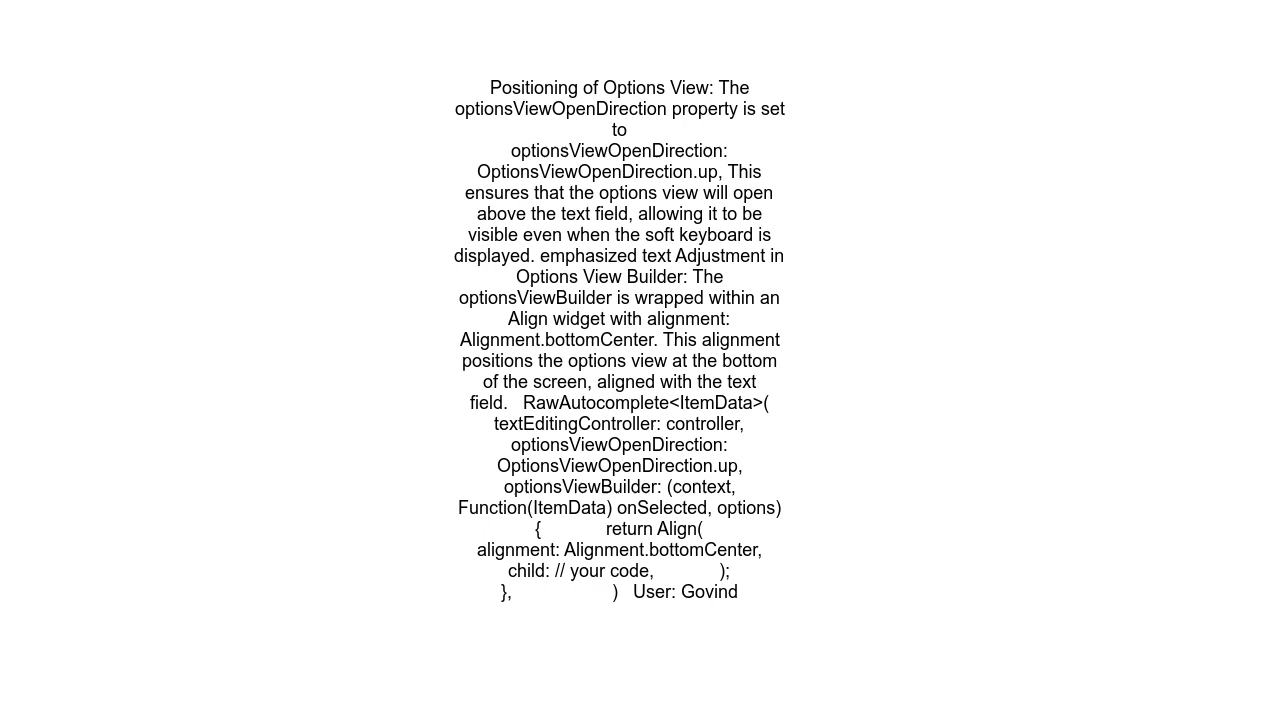 Positioning of Options View: The
optionsViewOpenDirection property is set
to
optionsViewOpenDirection:
OptionsViewOpenDirection.up, This
ensures that the options view will open
above the text field, allowing it to be
visible even when the soft keyboard is
displayed. emphasized text Adjustment in
Options View Builder: The
optionsViewBuilder is wrapped within an
Align widget with alignment:
Alignment.bottomCenter. This alignment
positions the options view at the bottom
of the screen, aligned with the text
field.   RawAutocomplete<ItemData>(
textEditingController: controller,
optionsViewOpenDirection:
OptionsViewOpenDirection.up,
optionsViewBuilder: (context,
Function(ItemData) onSelected, options)
{             return Align(
alignment: Alignment.bottomCenter,
child: // your code,             );
},                    )   User: Govind